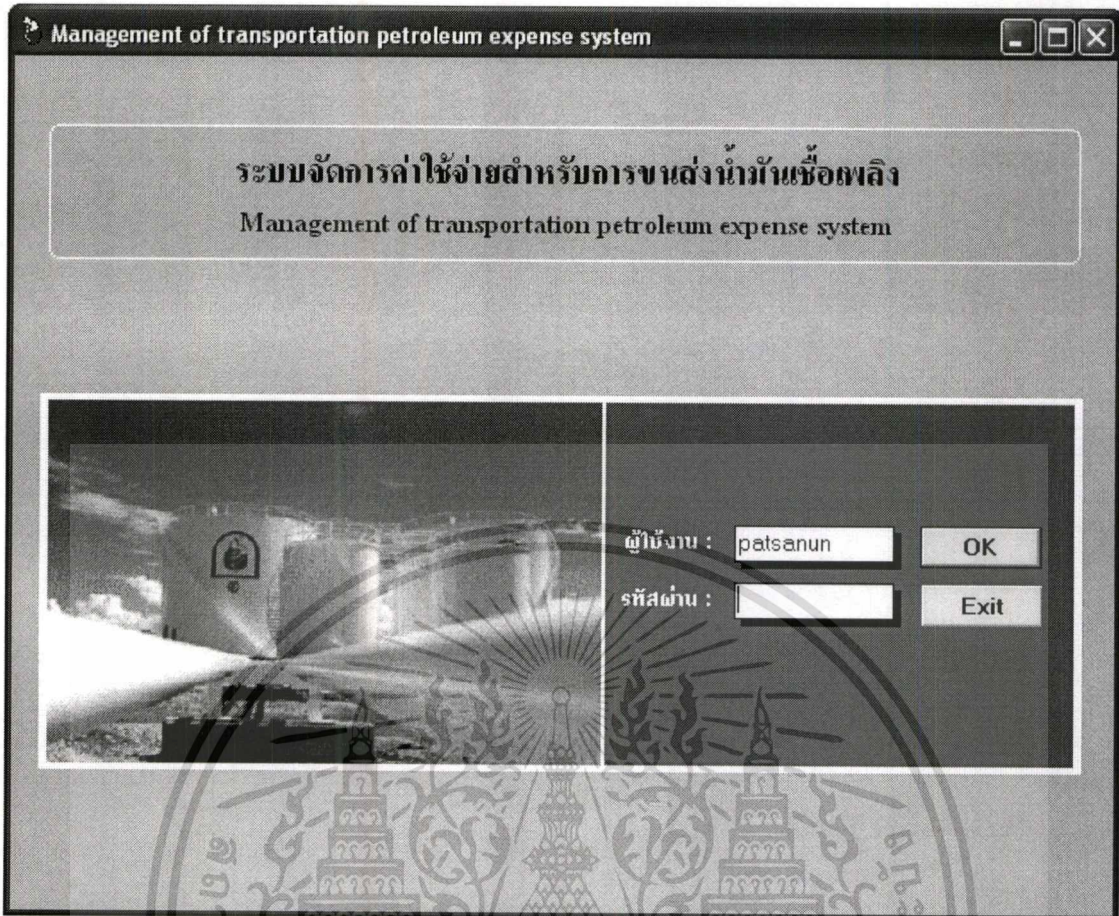 Management of transportation petroleum expense system
ระบบจัดการค่าใช้จ่ายสำหรับการขนส่งน้ำมันเชื้อเพลิง
Management of transportation petroleum expense system
ผู้ใช้งาน : patsanun OK
รหัสผ่าน : Exit